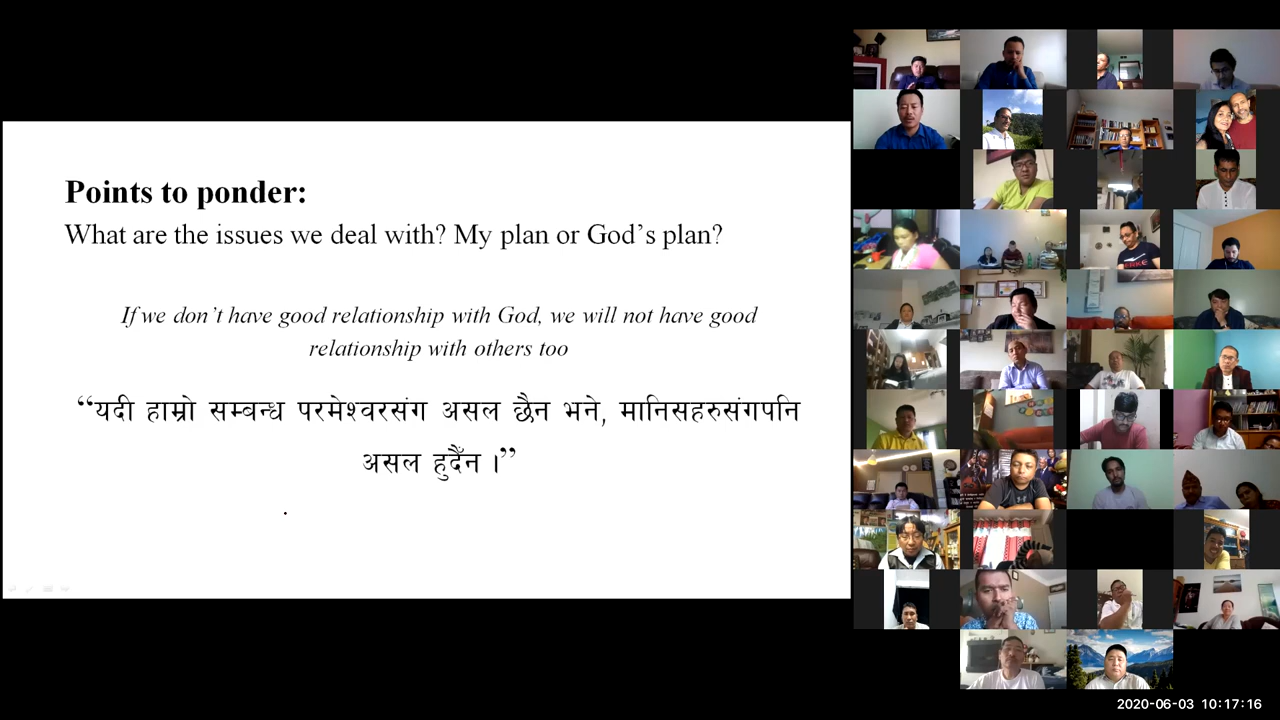 Points to ponder:
What are the issues we deal with? My plan or God’s plan?
If we don’t have good relationship with God, we will not have good
relationship with others too
“यदी हाम्रो सम्बन्ध परमेश्वरसंग असल छैन भने, मानिसहरुसंगपनि
असल हुदैँन ।”
2020-06-03 10:17:16